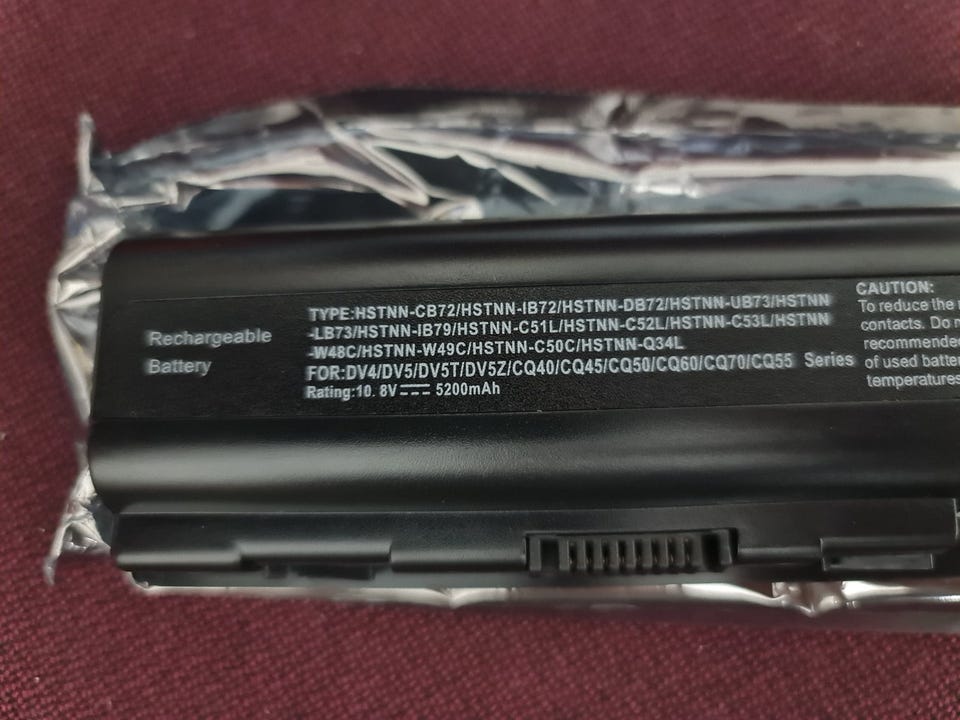 Rechargeable
Battery
TYPE:HSTNN-CB72/HSTNN-IB72/HSTNN-DB72/HSTNN-UB73/HSTNN
-LB73/HSTNN-IB79/HSTNN-C51L/HSTNN-C52L/HSTNN-C53L/HSTNN
-W48C/HSTNN-W49C/HSTNN-C50C/HSTNN-Q34L
FOR:DV4/DV5/DV5T/DV5Z/CQ40/CQ45/CQ50/CQ60/CQ70/CQ55 Series
Rating:10. 8V 5200mAh
CAUTION:
To reduce the
contacts. Do
recommended
of used
temperatures